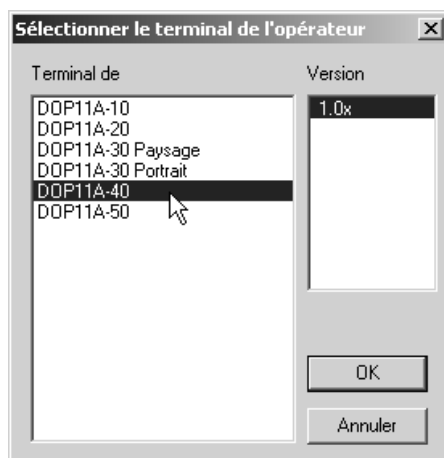 Sélectionner le terminal de l'opérateur
Terminal de
Version
DOP11A-10
DOP11A-20
DOP11A-30 Paysage
DOP11A-30 Portrait
DOP11A-40
DOP11A-50
1.0x
OK
Annuler